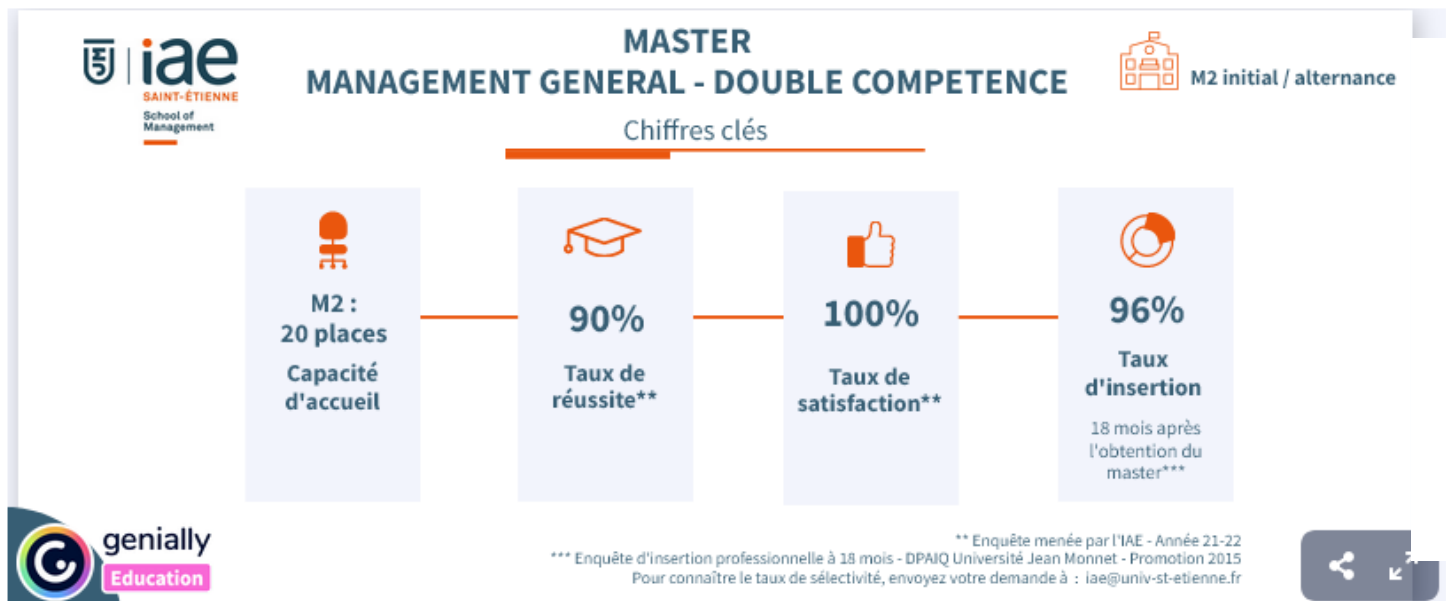 iae
SAINT-ÉTIENNE
School of
Management
MASTER
MANAGEMENT GENERAL - DOUBLE COMPETENCE
M2 initial / alternance
Chiffres clés
M2 :
20 places
Capacité
d'accueil
90%
Taux de
réussite**
100%
Taux de
satisfaction**
96%
Taux
d'insertion
18 mois après
l'obtention du
master***
** Enquête menée par l'IAE - Année 21-22
*** Enquête d'insertion professionnelle à 18 mois - DPAIQ Université Jean Monnet - Promotion 2015
Pour connaître le taux de sélectivité, envoyez votre demande à : iae@univ-st-etienne.fr
genially
Education